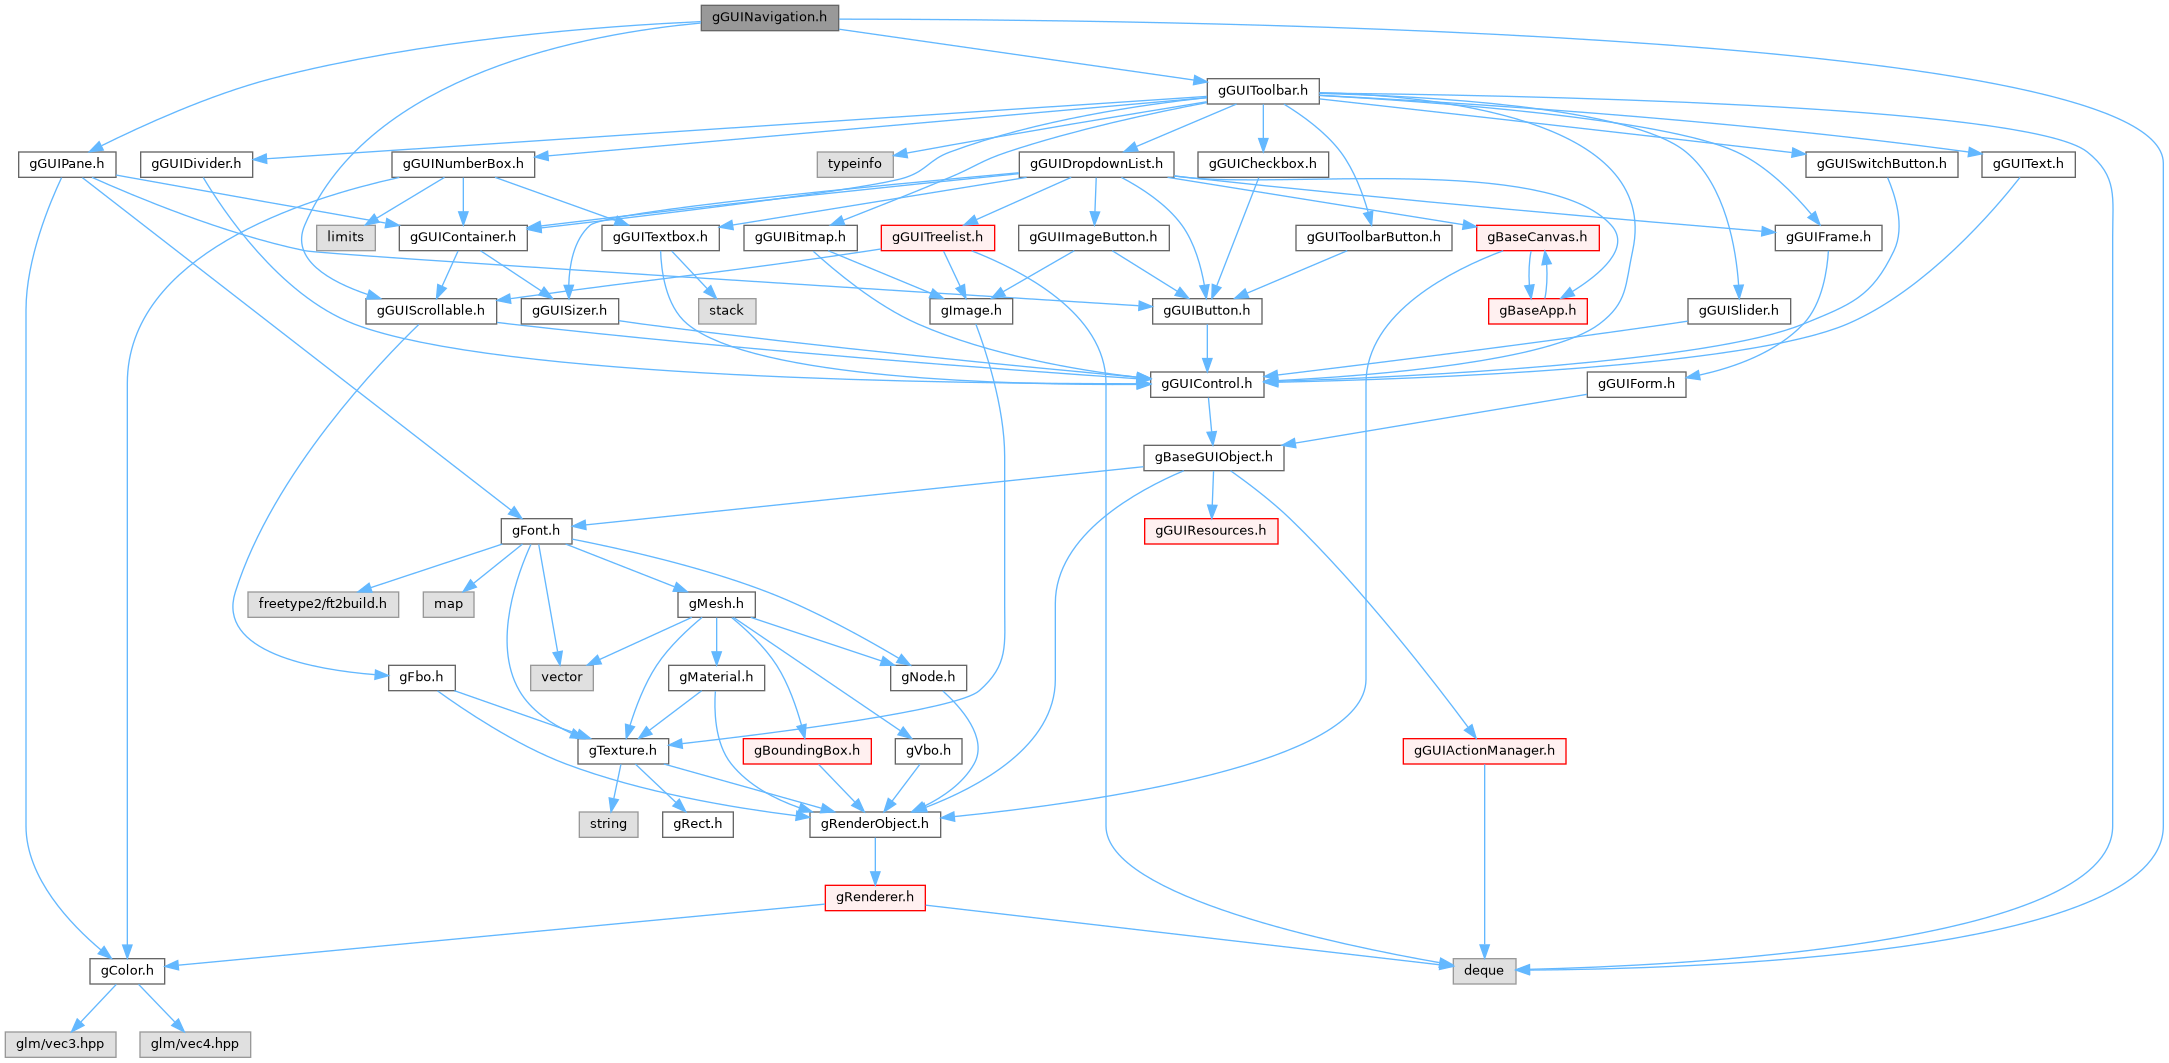 gGUINavigation.h
gGUIToolbar.h
gGUIPane.h
gGUIDivider.h
gGUINumberBox.h
typeinfo
gGUIDropdownList.h
gGUICheckbox.h
gGUISwitchButton.h
gGUIText.h
limits
gGUIContainer.h
gGUITextbox.h
gGUIBitmap.h
gGUITreelist.h
gGUIImageButton.h
gGUIToolbarButton.h
gBaseCanvas.h
gGUIFrame.h
gGUIScrollable.h
gGUISizer.h
stack
gImage.h
gGUIButton.h
gBaseApp.h
gGUISlider.h
gGUIControl.h
gGUIForm.h
gBaseGUIObject.h
gFont.h
gGUIResources.h
freetype2/ft2build.h
map
gMesh.h
gFbo.h
vector
gMaterial.h
gNode.h
gTexture.h
gBoundingBox.h
gVbo.h
gGUIActionManager.h
string
gRect.h
gRenderObject.h
gRenderer.h
gColor.h
deque
glm/vec3.hpp
glm/vec4.hpp